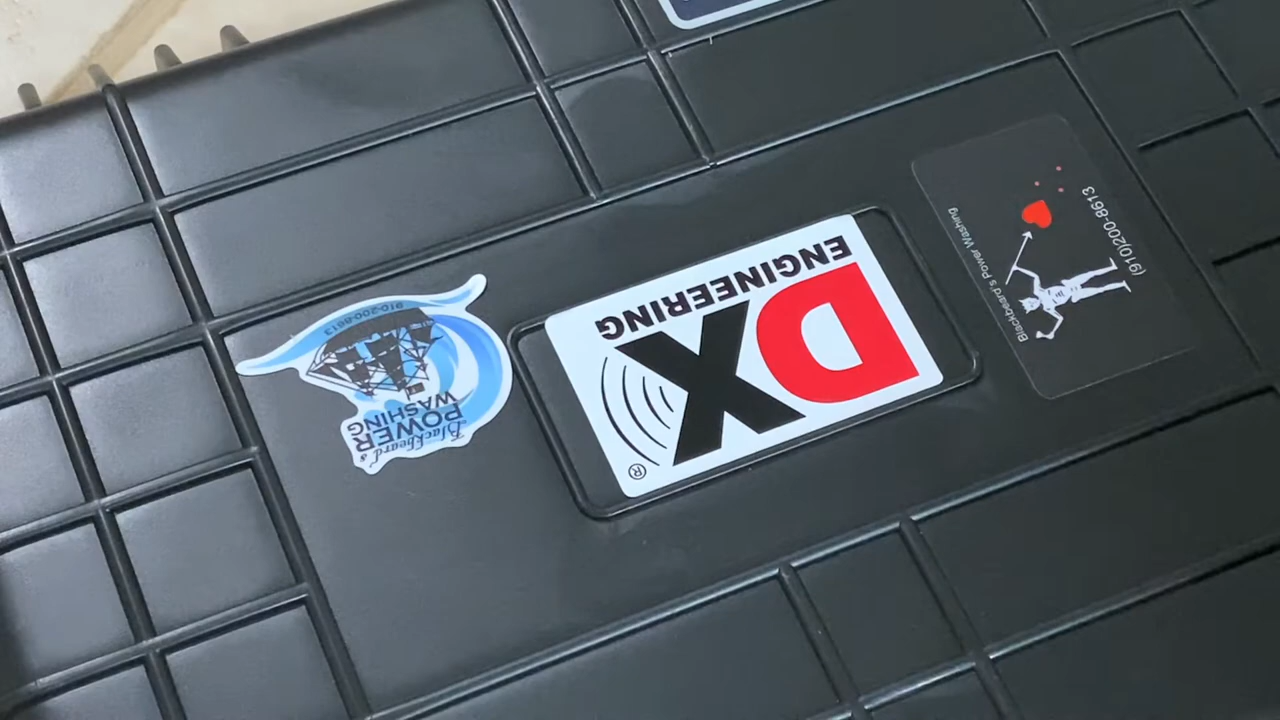 910-200-8613
Blackbeard's
POWER
WASHING
DX
ENGINEERING
®
Blackbeard's Power Washing
(910)200-8613